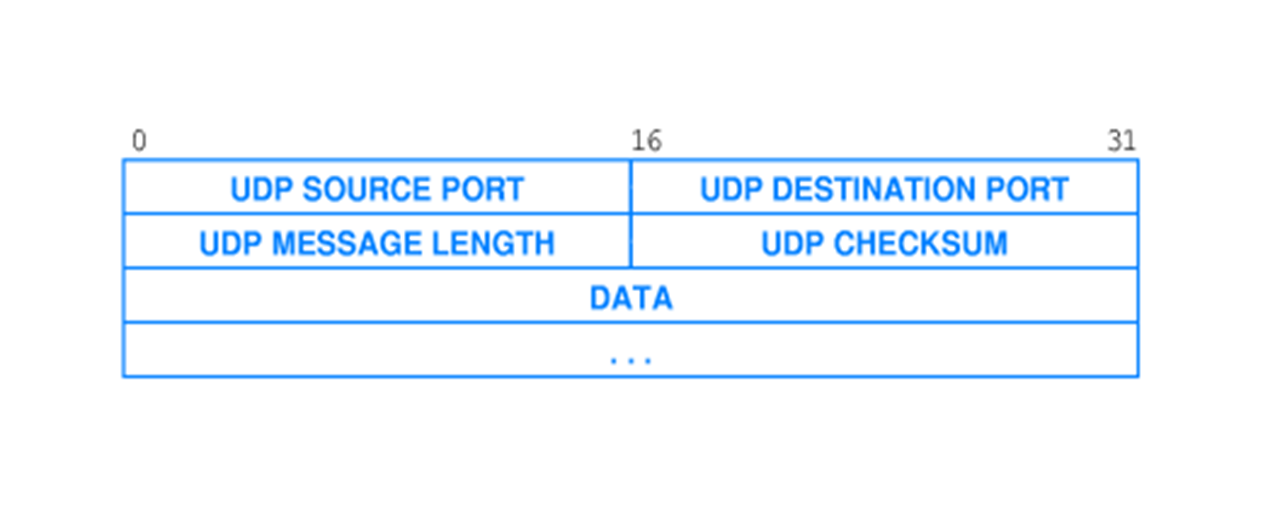 0 16 31
UDP SOURCE PORT UDP DESTINATION PORT
UDP MESSAGE LENGTH UDP CHECKSUM
DATA
...